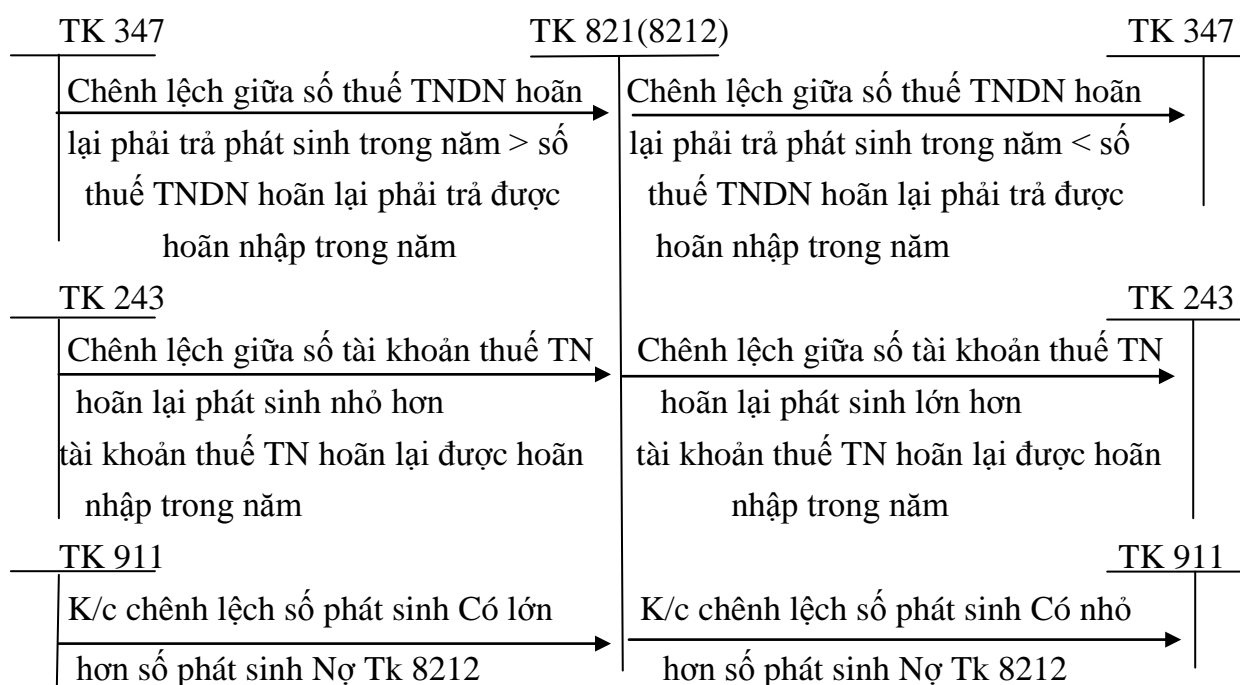 TK 347 TK 821(8212) TK 347
Chênh lệch giữa số thuế TNDN hoãn Chênh lệch giữa số thuế TNDN hoãn
lại phải trả phát sinh trong năm > số lại phải trả phát sinh trong năm < số
thuế TNDN hoãn lại phải trả được thuế TNDN hoãn lại phải trả được
hoãn nhập trong năm hoãn nhập trong năm
TK 243 TK 243
Chênh lệch giữa số tài khoản thuế TN Chênh lệch giữa số tài khoản thuế TN
hoãn lại phát sinh nhỏ hơn hoãn lại phát sinh lớn hơn
tài khoản thuế TN hoãn lại được hoãn tài khoản thuế TN hoãn lại được hoãn
nhập trong năm nhập trong năm
TK 911 TK 911
K/c chênh lệch số phát sinh Có lớn K/c chênh lệch số phát sinh Có nhỏ
hơn số phát sinh Nợ Tk 8212 hơn số phát sinh Nợ Tk 8212